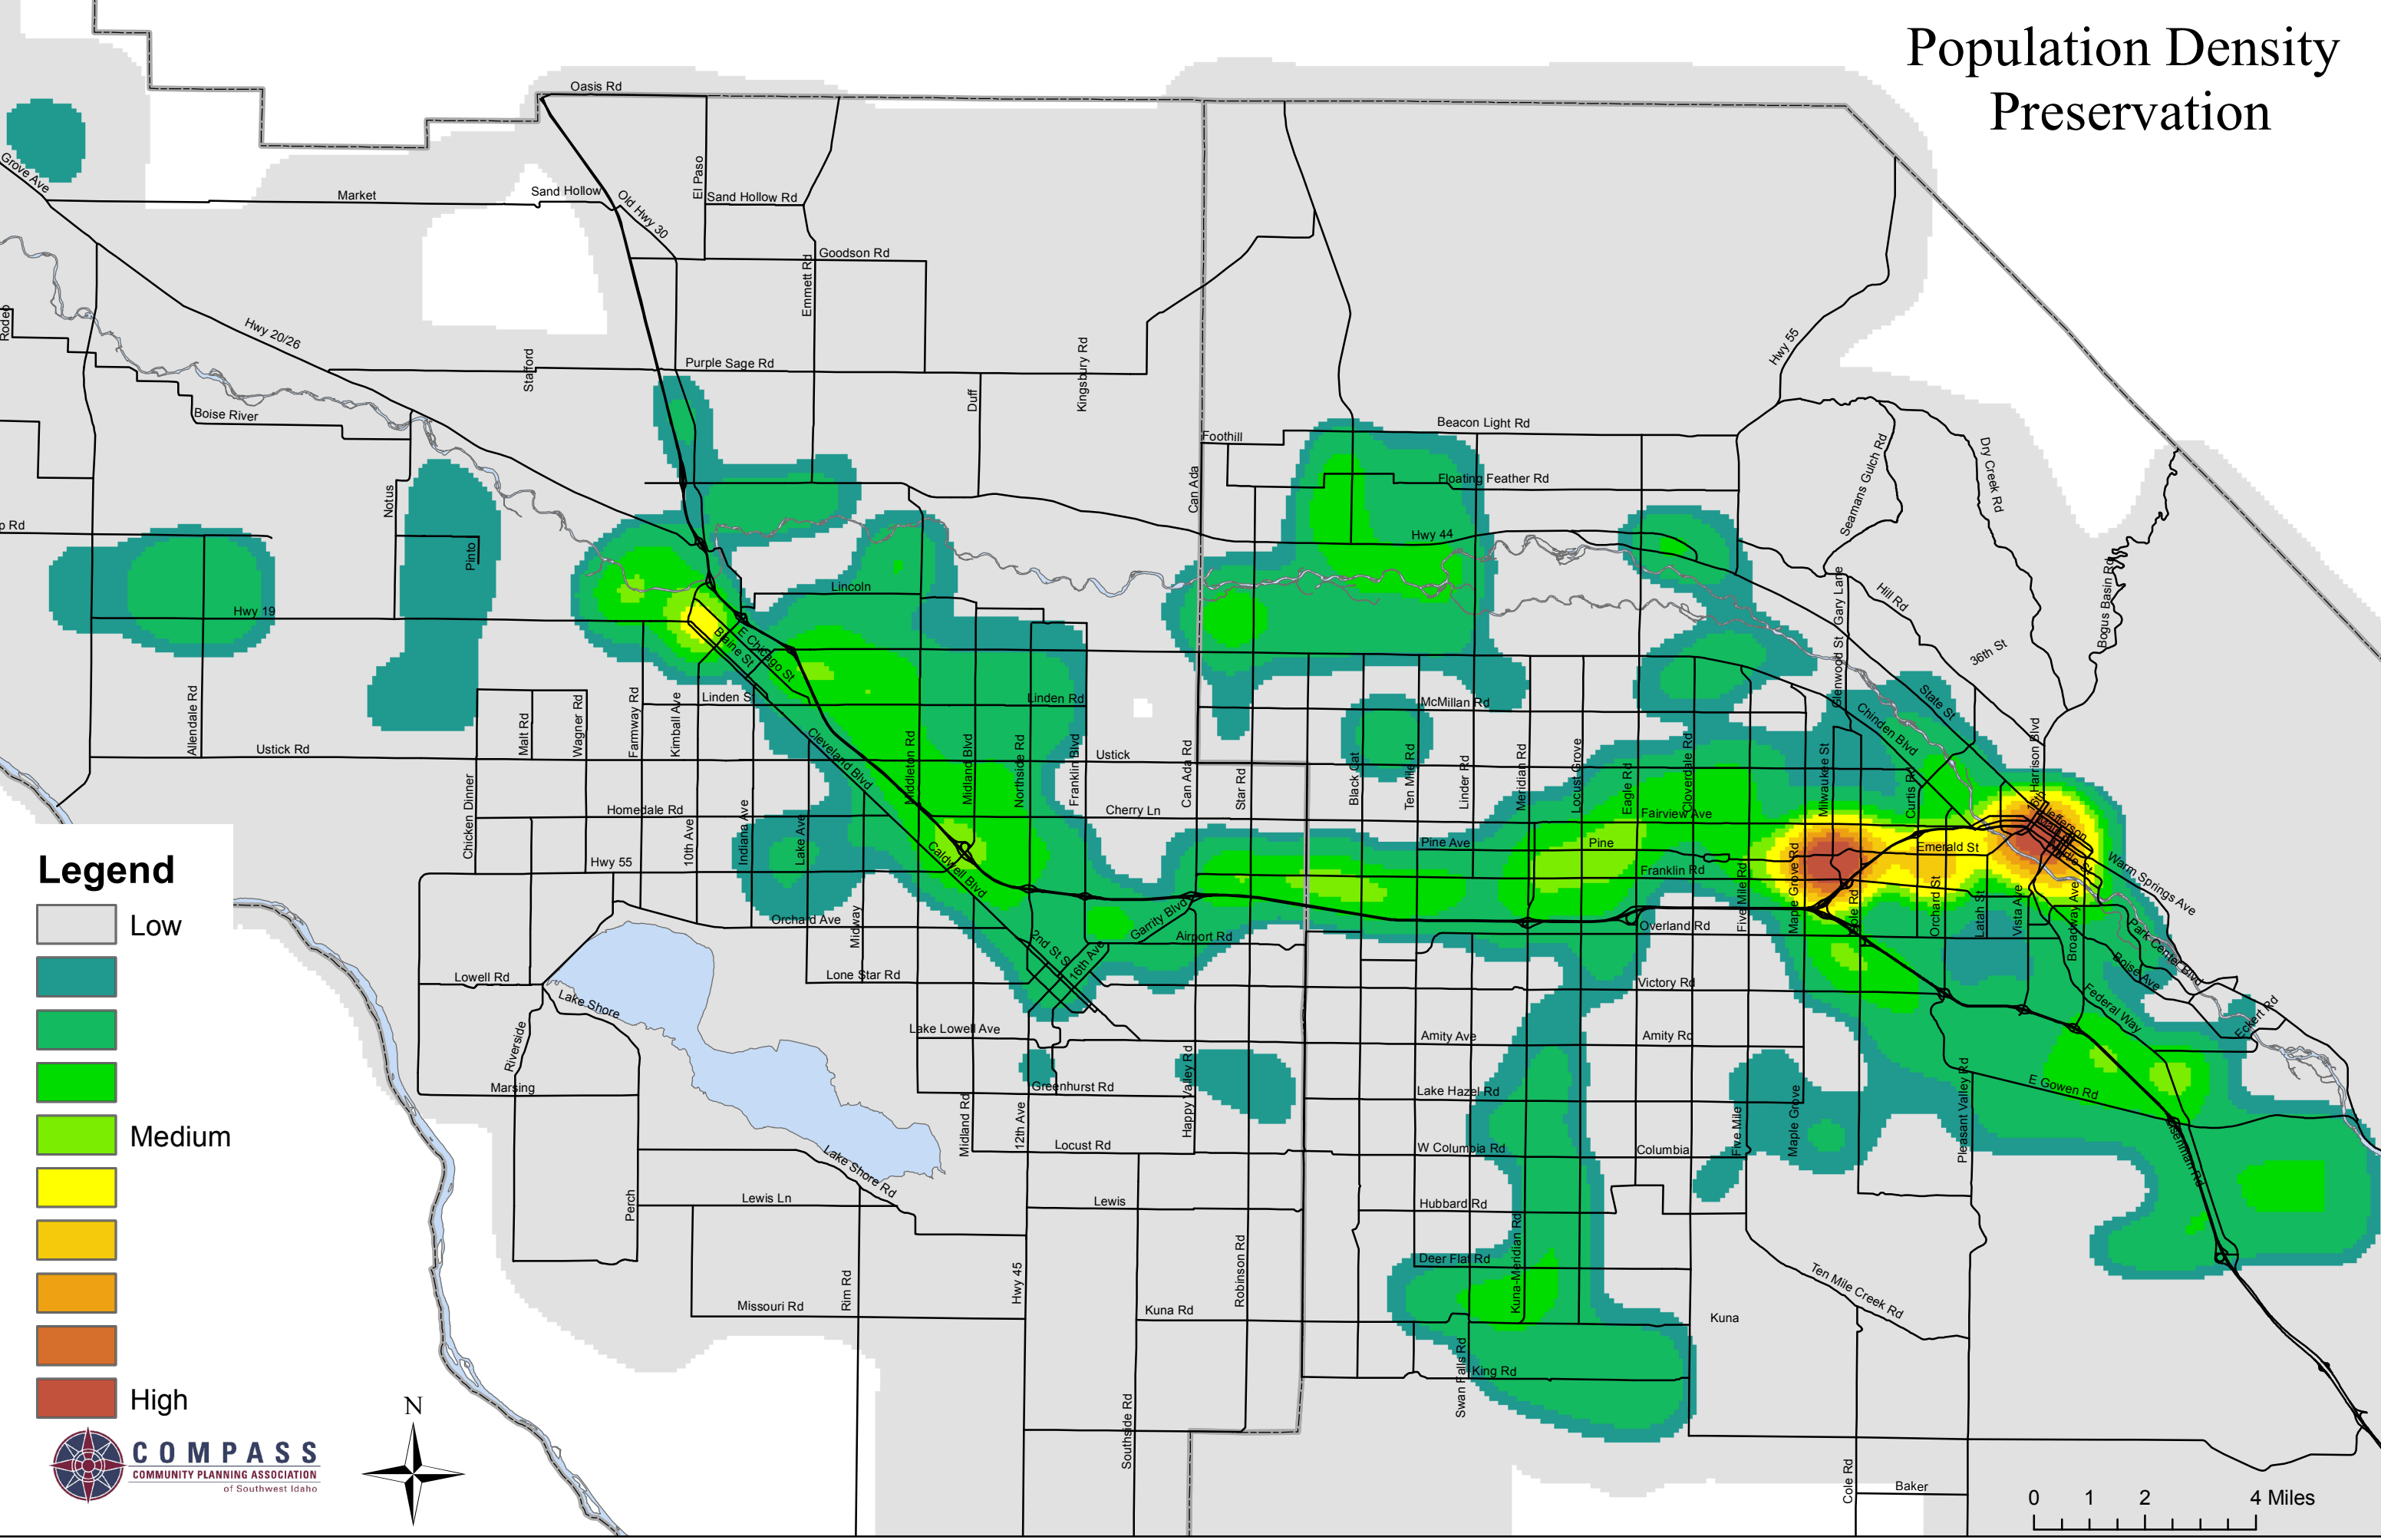 Population Density
Preservation
Oasis Rd
Grove Ave
Market
Sand Hollow
Old Hwy 30
El Paso
Sand Hollow Rd
Goodson Rd
Emmett Rd
Hwy 20/26
Stafford
Purple Sage Rd
Duff
Kingsbury Rd
Hwy 55
Boise River
Foothill
Beacon Light Rd
Seamans Gulch Rd
Dry Creek Rd
Can Ada
Floating Feather Rd
Notus
p Rd
Pinto
Hwy 44
Bogus Basin Rd
Hwy 19
Lincoln
Glenwood St
Gary Lane
Hill Rd
36th St
Blaine St
E Chicago St
Allendale Rd
Malt Rd
Wagner Rd
Farmway Rd
Kimball Ave
Linden S
Linden Rd
McMillan Rd
State St
Chinden Blvd
Ustick Rd
Cleveland Blvd
Middleton Rd
Midland Blvd
Northside Rd
Franklin Blvd
Ustick
Can Ada Rd
Star Rd
Black Cat
Ten Mile Rd
Linder Rd
Meridian Rd
Locust Grove
Eagle Rd
Cloverdale Rd
Milwaukee St
Curtis Rd
Harrison Blvd
Chicken Dinner
Homedale Rd
10th Ave
Indiana Ave
Lake Ave
Cherry Ln
Fairview Ave
Jefferson
Hwy 55
Caldwell Blvd
Pine Ave
Pine
Emerald St
Franklin Rd
Warm Springs Ave
Five Mile Rd
Maple Grove Rd
Cole Rd
Orchard St
Latah St
Vista Ave
Broadway Ave
Orchard Ave
Midway
Garrity Blvd
Airport Rd
2nd St S
16th Ave
Overland Rd
Park Center Blvd
Boise Ave
Lowell Rd
Lone Star Rd
Victory Rd
Lake Shore
Riverside
Lake Lowell Ave
Amity Ave
Amity Rd
Federal Way
Eckert Rd
Marsing
Greenhurst Rd
Happy Valley Rd
Lake Hazel Rd
Pleasant Valley Rd
E Gowen Rd
Midland Rd
12th Ave
Locust Rd
W Columbia Rd
Columbia
Five Mile
Maple Grove
Eisenman Rd
Lake Shore Rd
Perch
Lewis Ln
Lewis
Hubbard Rd
Kuna-Meridian Rd
Deer Flat Rd
Robinson Rd
Rim Rd
Hwy 45
Missouri Rd
Kuna Rd
Ten Mile Creek Rd
Kuna
Swan Falls Rd
King Rd
Southside Rd
Cole Rd
Baker
Legend
Low
Medium
High
COMPASS
COMMUNITY PLANNING ASSOCIATION
of Southwest Idaho
N
0 1 2 4 Miles